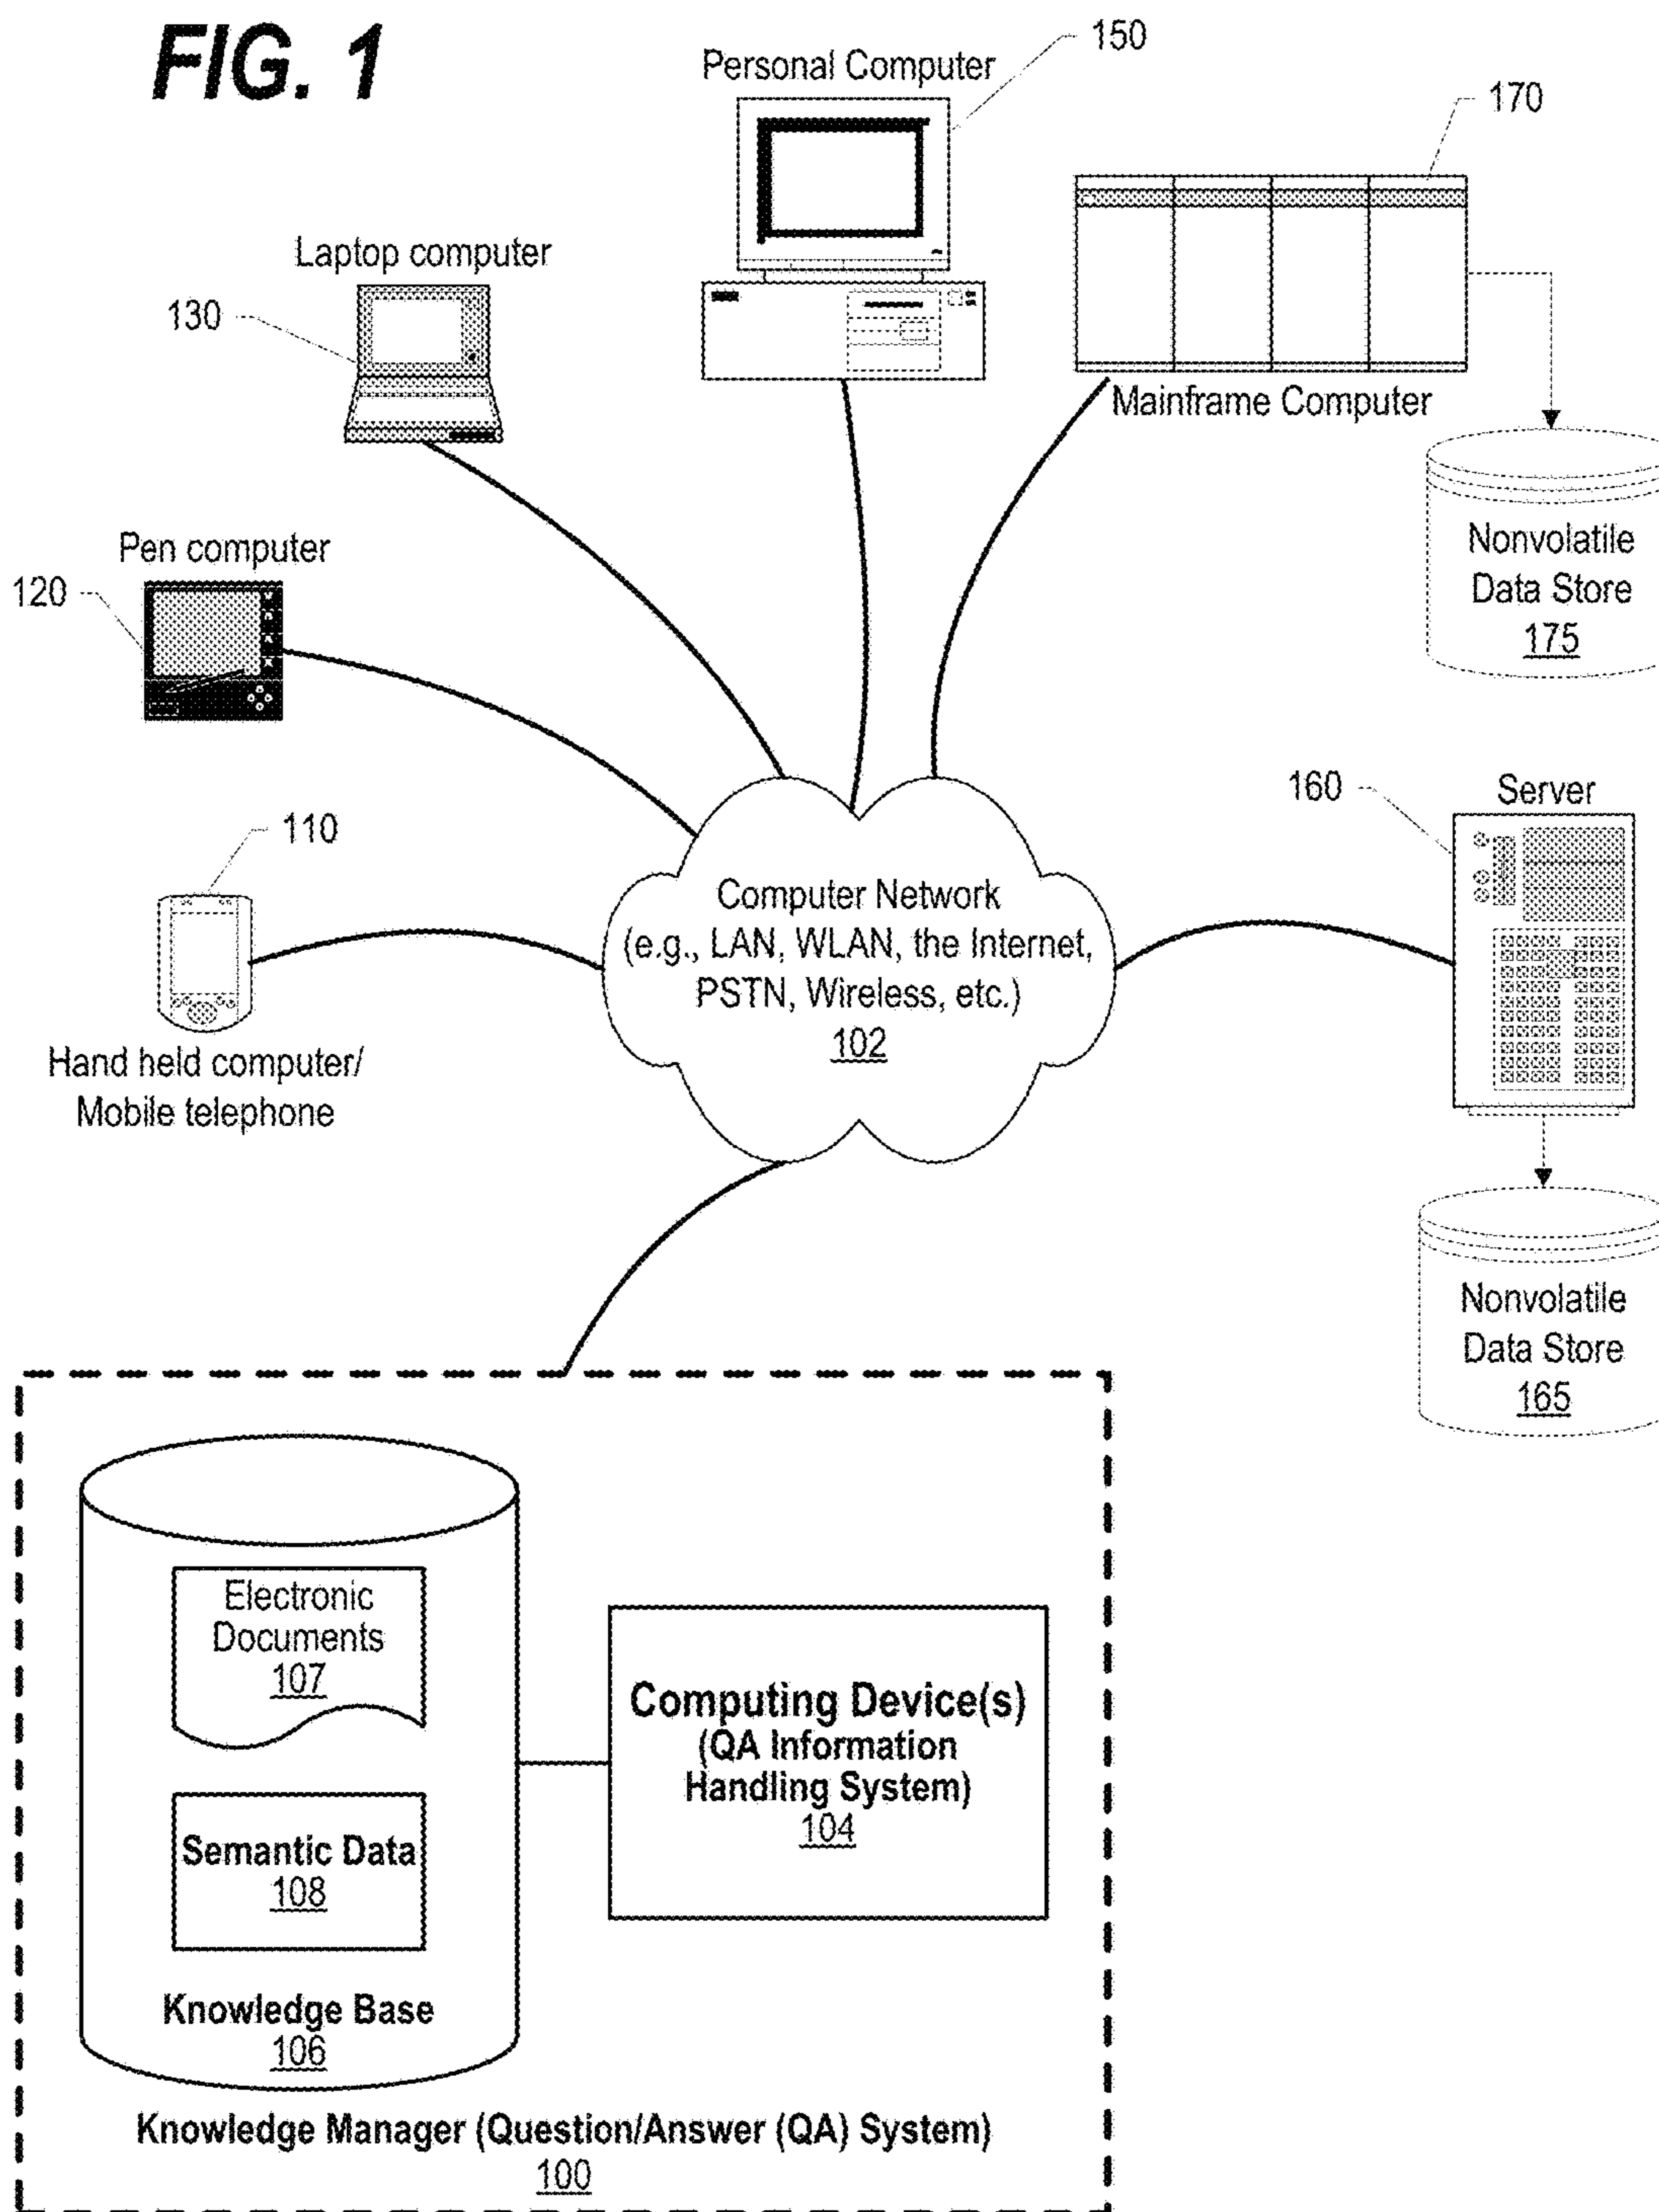 FIG. 1
Personal Computer
150
170
Laptop computer
130
Mainframe Computer
Nonvolatile
Data Store
175
Pen computer
120
110
Hand held computer/
Mobile telephone
Computer Network
(e.g., LAN, WLAN, the Internet,
PSTN, Wireless, etc.)
102
160
Server
Nonvolatile
Data Store
165
Electronic
Documents
107
Semantic Data
108
Knowledge Base
106
Computing Device(s)
(QA Information
Handling System)
104
Knowledge Manager (Question/Answer (QA) System)
100